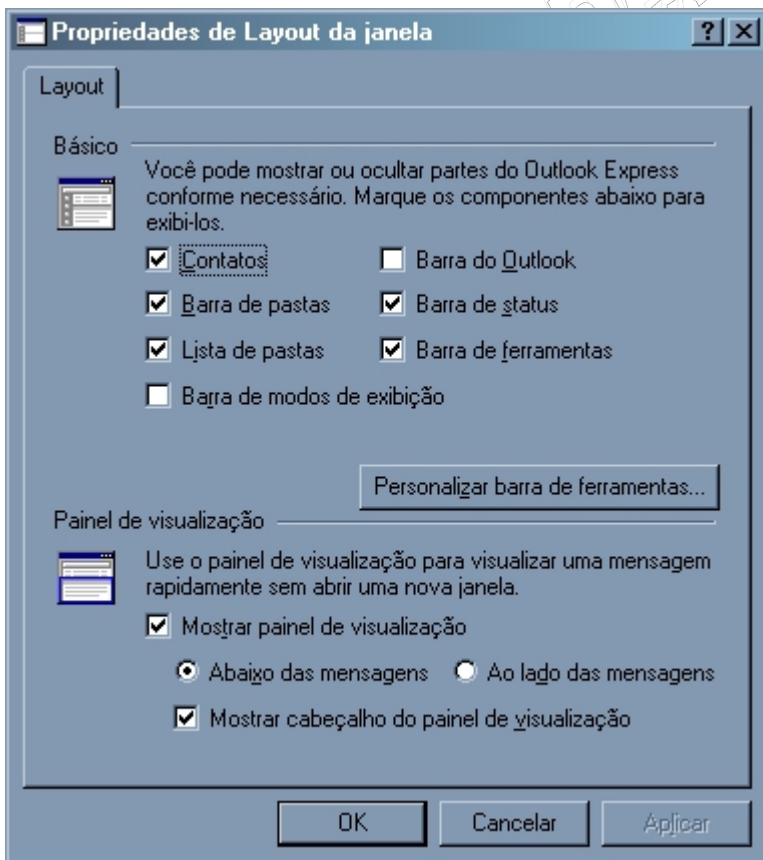 Propriedades de Layout da janela
Layout
Básico
Você pode mostrar ou ocultar partes do Outlook Express
conforme necessário. Marque os componentes abaixo para
exibi-los.
Contatos
Barra do Outlook
Barra de pastas
Barra de status
Lista de pastas
Barra de ferramentas
Barra de modos de exibição
Personalizar barra de ferramentas...
Painel de visualização
Use o painel de visualização para visualizar uma mensagem
rapidamente sem abrir uma nova janela.
Mostrar painel de visualização
Abaixo das mensagens
Ao lado das mensagens
Mostrar cabeçalho do painel de visualização
OK
Cancelar
Aplicar